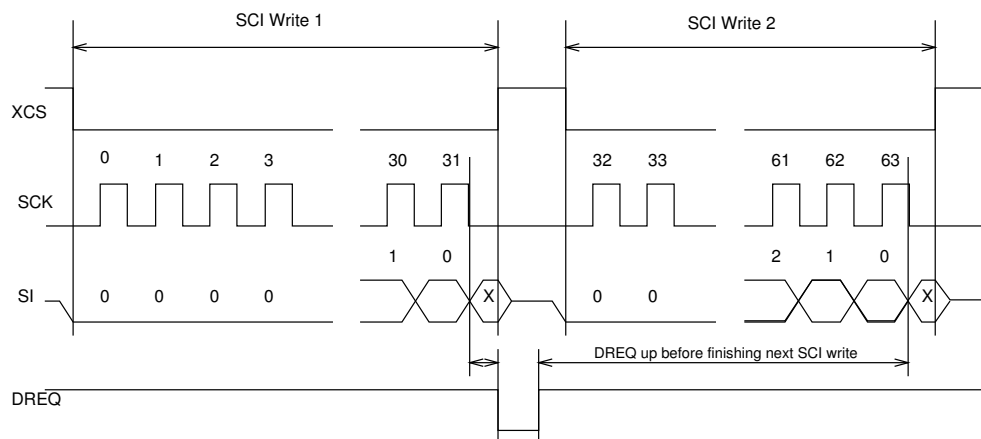 SCI Write 1 SCI Write 2
XCS
0 1 2 3 30 31 32 33 61 62 63
SCK
1 0 2 1 0
SI 0 0 0 0 X 0 0 X
DREQ up before finishing next SCI write
DREQ